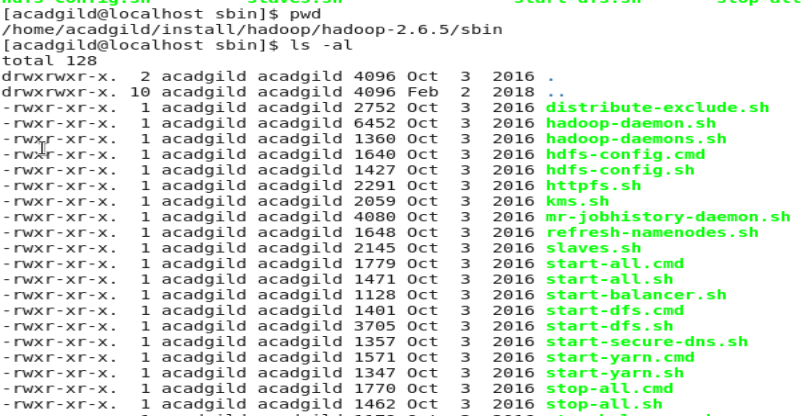 [acadgild@localhost sbin]$ pwd
/home/acadgild/install/hadoop/hadoop-2.6.5/sbin
[acadgild@localhost sbin]$ ls -al
total 128
drwxrwxr-x. 2 acadgild acadgild 4096 Oct 3 2016 .
drwxrwxr-x. 10 acadgild acadgild 4096 Feb 2 2018 ..
-rwxr-xr-x. 1 acadgild acadgild 2752 Oct 3 2016 distribute-exclude.sh
-rwxr-xr-x. 1 acadgild acadgild 6452 Oct 3 2016 hadoop-daemon.sh
-rwxr-xr-x. 1 acadgild acadgild 1360 Oct 3 2016 hadoop-daemons.sh
-rwxr-xr-x. 1 acadgild acadgild 1640 Oct 3 2016 hdfs-config.cmd
-rwxr-xr-x. 1 acadgild acadgild 1427 Oct 3 2016 hdfs-config.sh
-rwxr-xr-x. 1 acadgild acadgild 2291 Oct 3 2016 httpfs.sh
-rwxr-xr-x. 1 acadgild acadgild 2059 Oct 3 2016 kms.sh
-rwxr-xr-x. 1 acadgild acadgild 4080 Oct 3 2016 mr-jobhistory-daemon.sh
-rwxr-xr-x. 1 acadgild acadgild 1648 Oct 3 2016 refresh-namenodes.sh
-rwxr-xr-x. 1 acadgild acadgild 2145 Oct 3 2016 slaves.sh
-rwxr-xr-x. 1 acadgild acadgild 1779 Oct 3 2016 start-all.cmd
-rwxr-xr-x. 1 acadgild acadgild 1471 Oct 3 2016 start-all.sh
-rwxr-xr-x. 1 acadgild acadgild 1128 Oct 3 2016 start-balancer.sh
-rwxr-xr-x. 1 acadgild acadgild 1401 Oct 3 2016 start-dfs.cmd
-rwxr-xr-x. 1 acadgild acadgild 3705 Oct 3 2016 start-dfs.sh
-rwxr-xr-x. 1 acadgild acadgild 1357 Oct 3 2016 start-secure-dns.sh
-rwxr-xr-x. 1 acadgild acadgild 1571 Oct 3 2016 start-yarn.cmd
-rwxr-xr-x. 1 acadgild acadgild 1347 Oct 3 2016 start-yarn.sh
-rwxr-xr-x. 1 acadgild acadgild 1770 Oct 3 2016 stop-all.cmd
-rwxr-xr-x. 1 acadgild acadgild 1462 Oct 3 2016 stop-all.sh